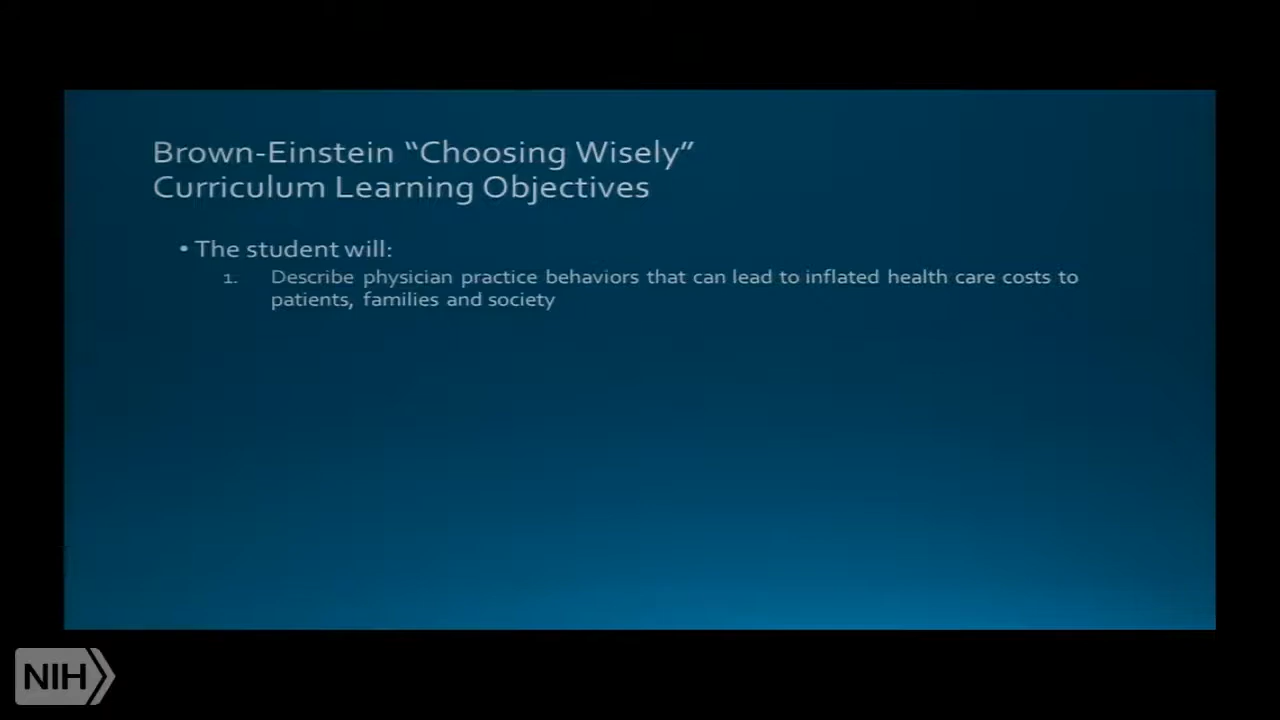 Brown-Einstein “Choosing Wisely”
Curriculum Learning Objectives
• The student will:
1. Describe physician practice behaviors that can lead to inflated health care costs to
patients, families and society
NIH